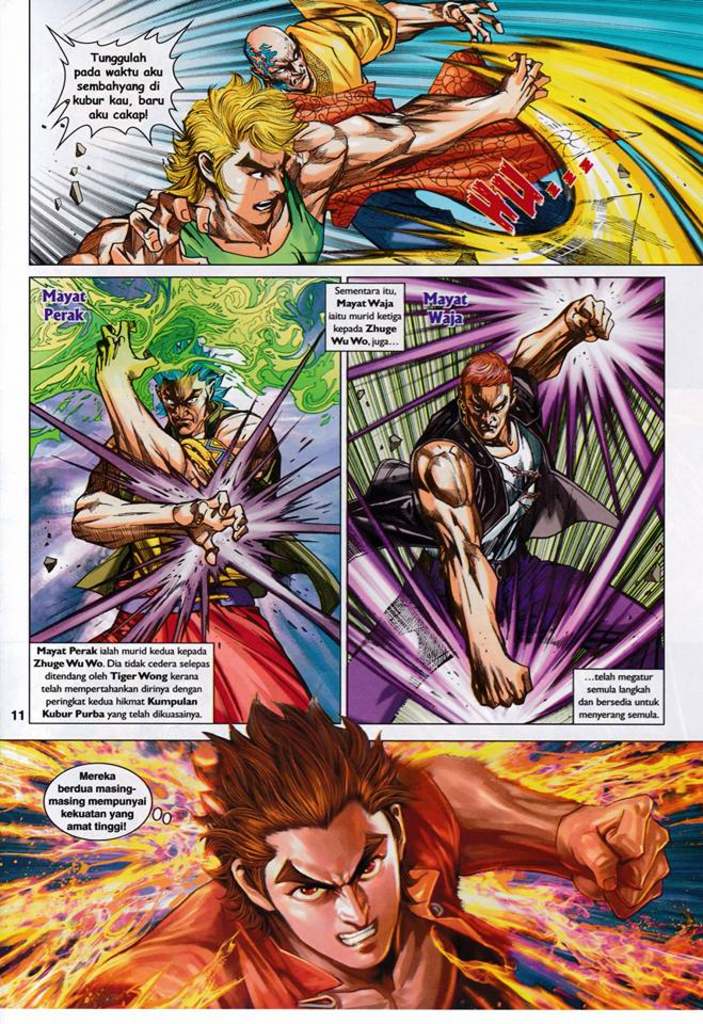 Tunggulah
pada waktu aku
sembahyang di
kubur kau, baru
aku cakap!
WU...
Mayat
Perak
Sementara itu,
Mayat Waja
iaitu murid ketiga
kepada Zhuge
Wu Wo, juga...
Mayat
Waja
Mayat Perak ialah murid kedua kepada
Zhuge Wu Wo. Dia tidak cedera selepas
ditendang oleh Tiger Wong kerana
telah mempertahankan dirinya dengan
peringkat kedua hikmat Kumpulan
Kubur Purba yang telah dikuasainya.
...telah megatur
semula langkah
dan bersedia untuk
menyerang semula.
11
Mereka
berdua masing-
masing mempunyai
kekuatan yang
amat tinggi!